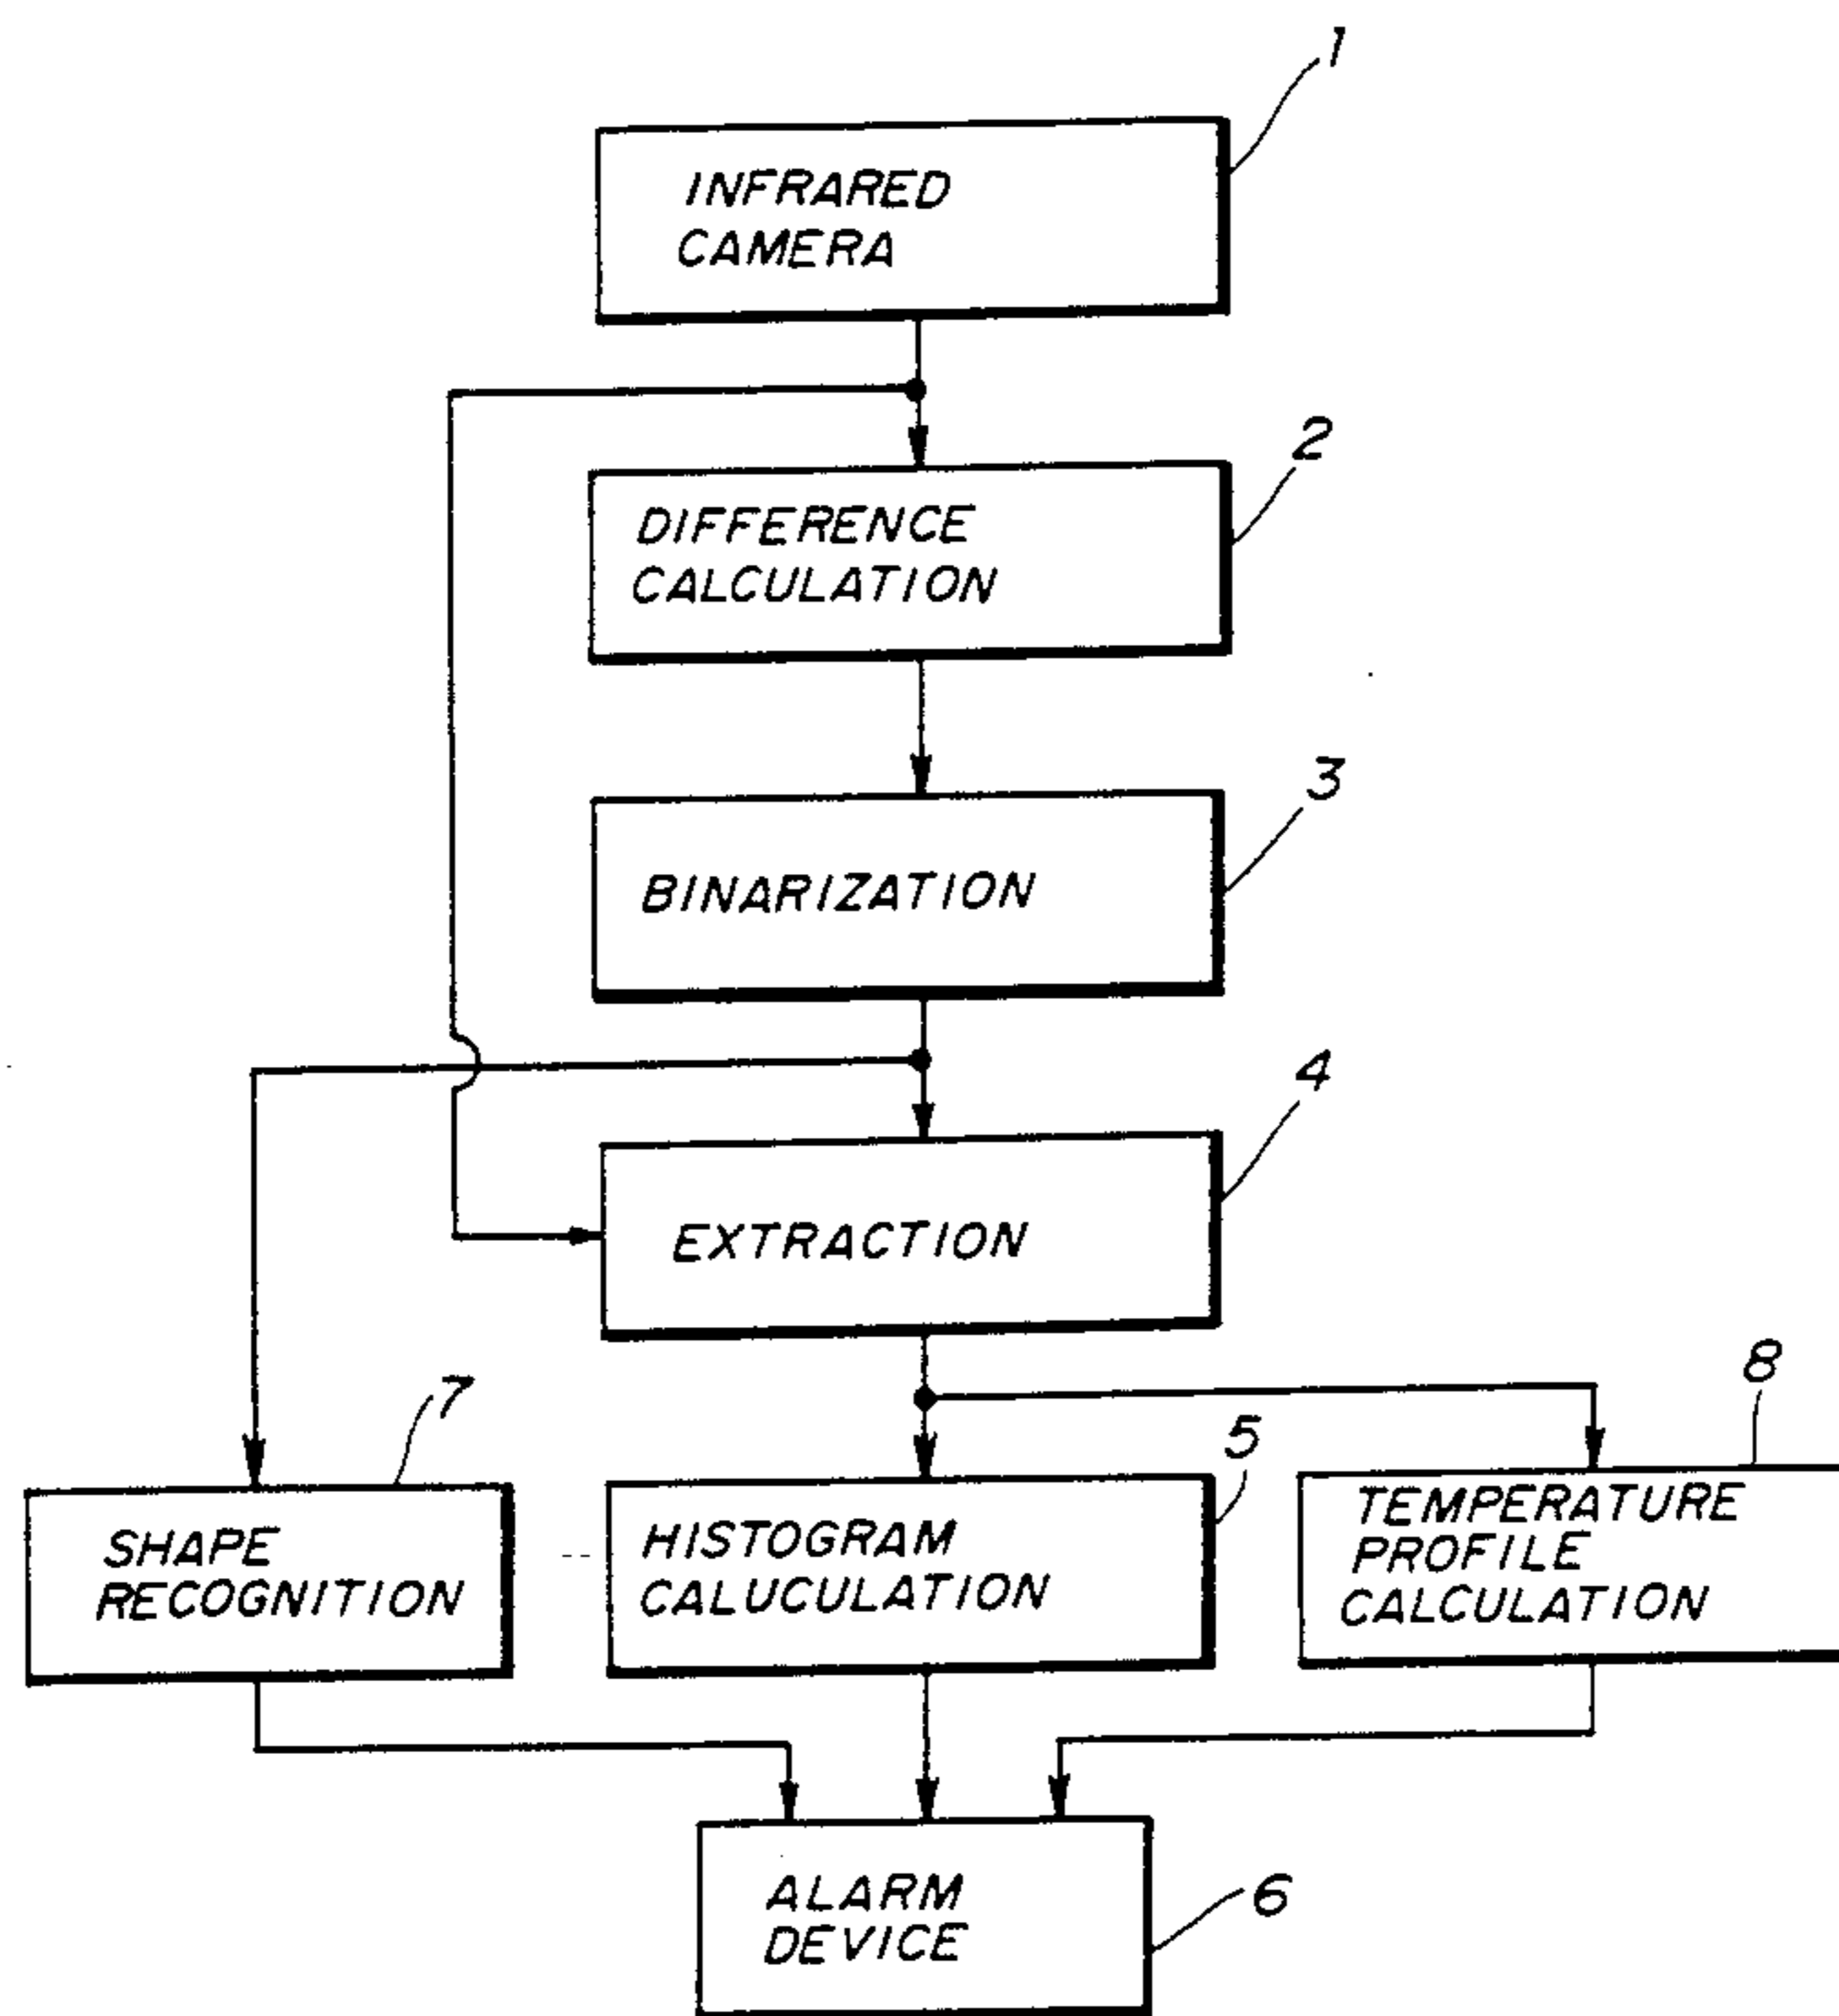 1
INFRARED
CAMERA
2
DIFFERENCE
CALCULATION
3
BINARIZATION
4
EXTRACTION
7
5
8
SHAPE
RECOGNITION
HISTOGRAM
CALUCULATION
TEMPERATURE
PROFILE
CALCULATION
6
ALARM
DEVICE